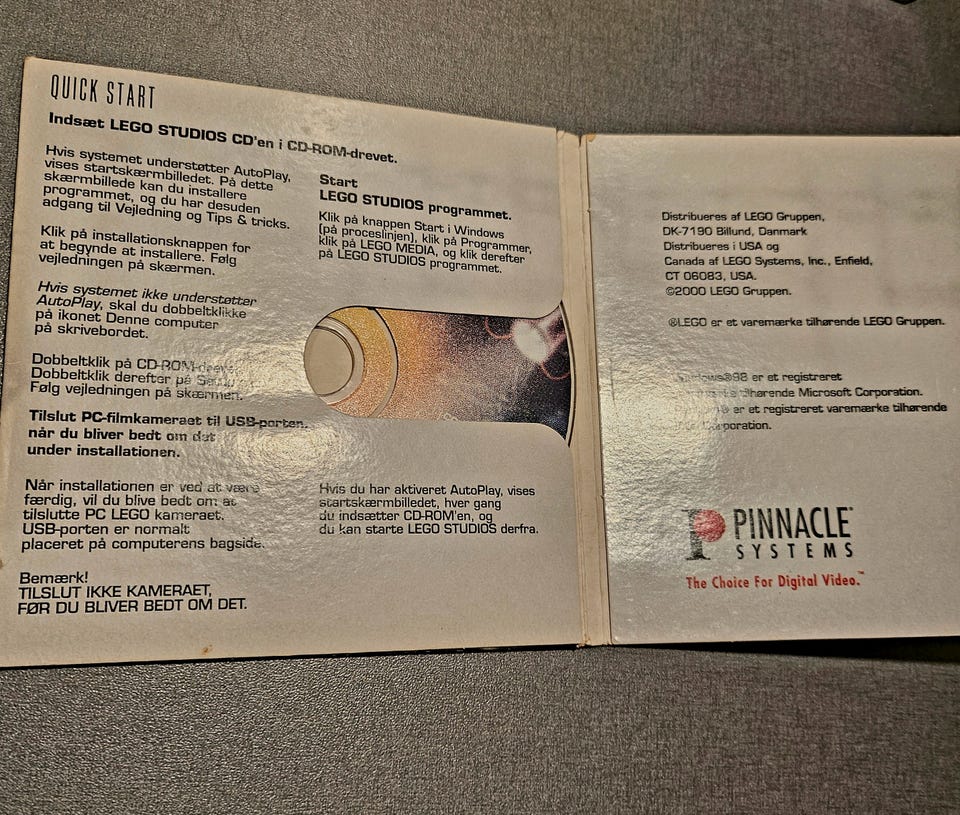 QUICK START
Indsæt LEGO STUDIOS CD'en i CD-ROM-drevet.
Hvis systemet understøtter AutoPlay,
vises startskærmbilledet. På dette
skærmbillede kan du installere
programmet, og du har desuden
adgang til Vejledning og Tips & tricks.
Klik på installationsknappen for
at begynde at installere. Følg
vejledningen på skærmen.
Hvis systemet ikke understøtter
AutoPlay, skal du dobbeltklikke
på ikonet Denne computer
på skrivebordet.
Dobbeltklik på CD-ROM-drevet.
Dobbeltklik derefter på
Følg vejledningen på skærmen.
Tilslut PC-filmkameraet til USB-porten,
når du bliver bedt om det
under installationen.
Når installationen er ved at være
færdig, vil du blive bedt om at
tilslutte PC LEGO kameraet.
USB-porten er normalt
placeret på computerens bagside.
Bemærk!
TILSLUT IKKE KAMERAET,
FØR DU BLIVER BEDT OM DET.
Start
LEGO STUDIOS programmet.
Klik på knappen Start i Windows
(på proceslinjen), klik på Programmer,
klik på LEGO MEDIA, og klik derefter
på LEGO STUDIOS programmet.
Hvis du har aktiveret AutoPlay, vises
startskærmbilledet, hver gang
du indsætter CD-ROM'en, og
du kan starte LEGO STUDIOS derfra.
Distribueres af LEGO Gruppen,
DK-7190 Billund, Danmark
Distribueres i USA og
Canada af LEGO Systems, Inc., Enfield,
CT 06083, USA.
©2000 LEGO Gruppen.
®LEGO er et varemærke tilhørende LEGO Gruppen.
Windows®98 er et registreret
tilhørende Microsoft Corporation.
er et registreret varemærke tilhørende
Corporation.
PINNACLE
SYSTEMS
The Choice For Digital Video.™